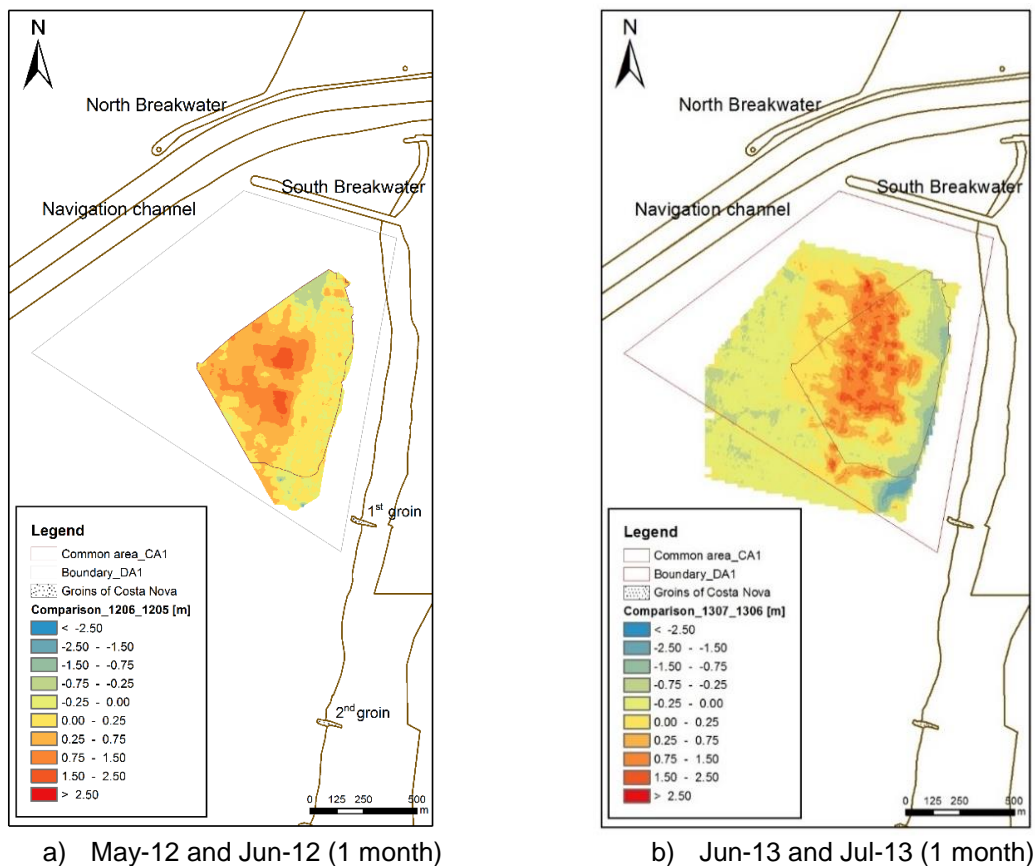 N
North Breakwater
South Breakwater
Navigation channel
1st groin
2nd groin
Legend
Common area_CA1
Boundary_DA1
Groins of Costa Nova
Comparison_1206_1205 [m]
< -2.50
-2.50 - -1.50
-1.50 - -0.75
-0.75 - -0.25
-0.25 - 0.00
0.00 - 0.25
0.25 - 0.75
0.75 - 1.50
1.50 - 2.50
> 2.50
0 125 250 500
m
a) May-12 and Jun-12 (1 month)
N
North Breakwater
South Breakwater
Navigation channel
1st groin
2nd groin
Legend
Common area_CA1
Boundary_DA1
Groins of Costa Nova
Comparison_1307_1306 [m]
< -2.50
-2.50 - -1.50
-1.50 - -0.75
-0.75 - -0.25
-0.25 - 0.00
0.00 - 0.25
0.25 - 0.75
0.75 - 1.50
1.50 - 2.50
> 2.50
0 125 250 500
m
b) Jun-13 and Jul-13 (1 month)